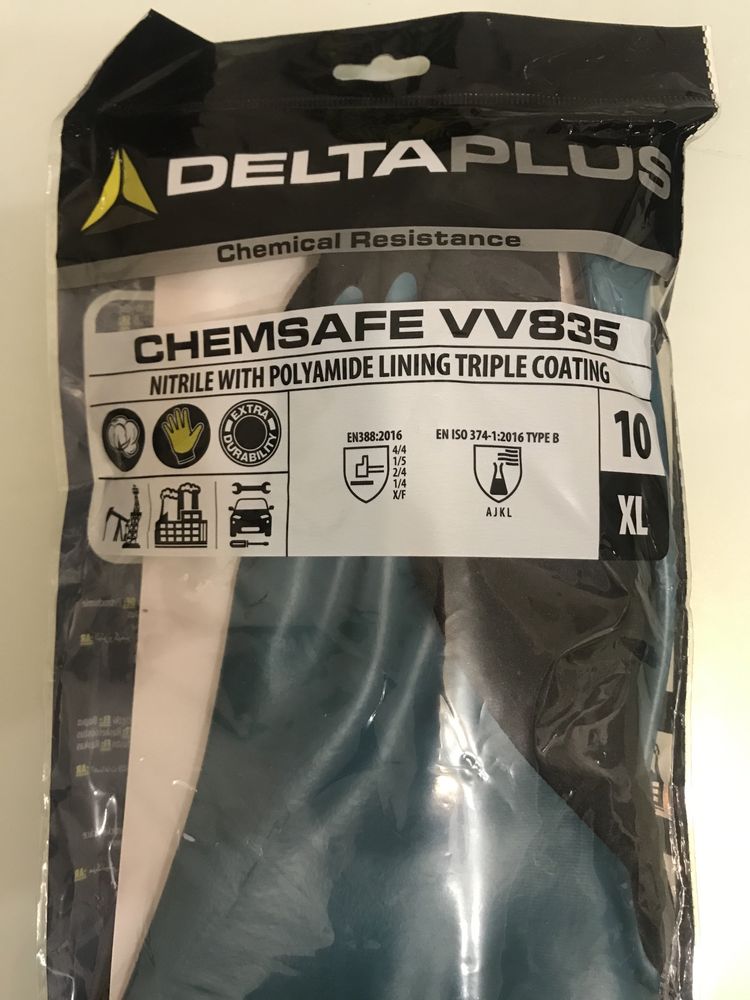 DELTAPLUS
Chemical Resistance
CHEMSAFE VV835
NITRILE WITH POLYAMIDE LINING TRIPLE COATING
EXTRA
DURABILITY
EN388:2016
4/4
1/5
2/4
1/4
X/F
EN ISO 374-1:2016 TYPE B
AJKL
10
XL